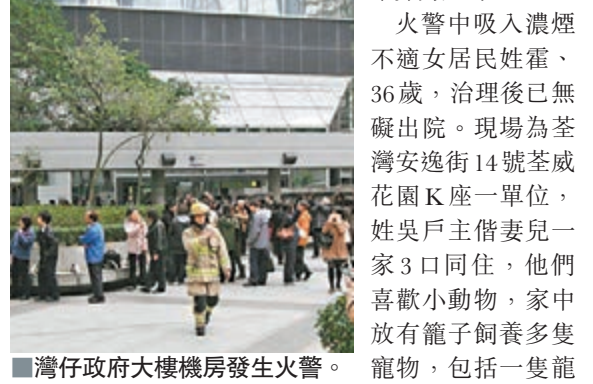 火警中吸入濃煙
不適女居民姓霍、
36歲，治理後已無
礙出院。現場為荃
灣安逸街14號荃威
花園K座一單位，
姓吳戶主偕妻兒一
家3口同住，他們
喜歡小動物，家中
放有籠子飼養多隻
寵物，包括一隻龍
■灣仔政府大樓機房發生火警。